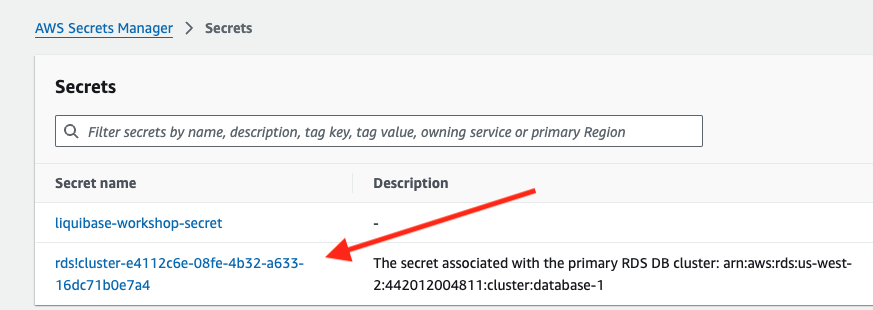 AWS Secrets Manager > Secrets
Secrets
Filter secrets by name, description, tag key, tag value, owning service or primary Region
Secret name Description
liquibase-workshop-secret -
rds!cluster-e4112c6e-08fe-4b32-a633- The secret associated with the primary RDS DB cluster: arn:aws:rds:us-west-
16dc71b0e7a4 2:442012004811:cluster:database-1